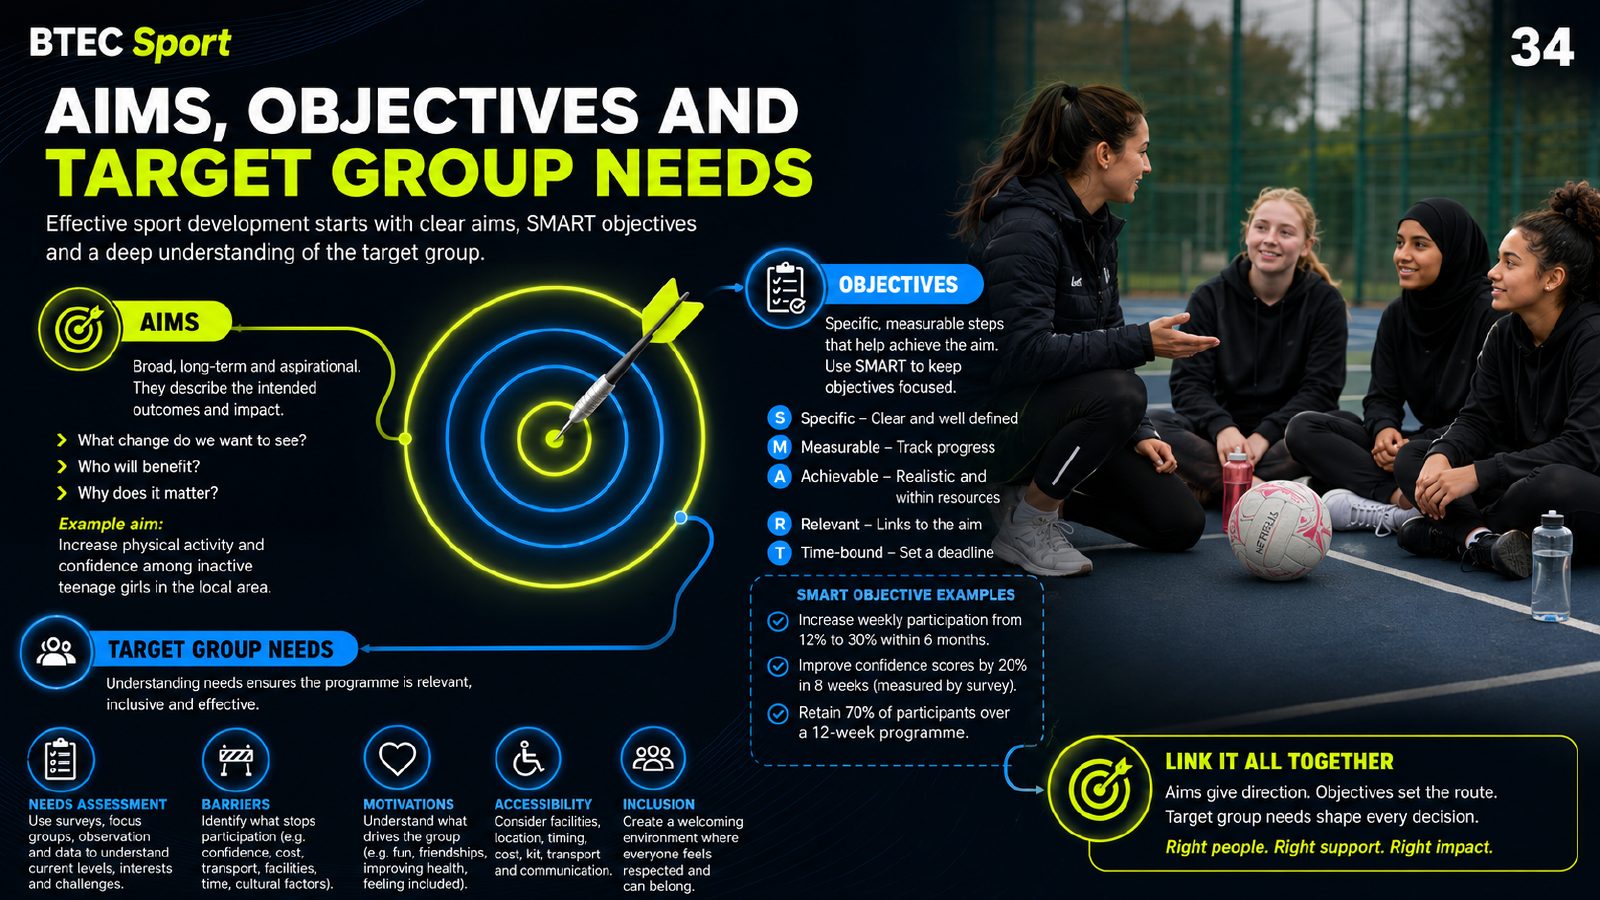 BTEC Sport
34
AIMS, OBJECTIVES AND
TARGET GROUP NEEDS
Effective sport development starts with clear aims, SMART objectives
and a deep understanding of the target group.
AIMS
Broad, long-term and aspirational.
They describe the intended
outcomes and impact.
What change do we want to see?
Who will benefit?
Why does it matter?
Example aim:
Increase physical activity and
confidence among inactive
teenage girls in the local area.
OBJECTIVES
Specific, measurable steps
that help achieve the aim.
Use SMART to keep
objectives focused.
S Specific – Clear and well defined
M Measurable – Track progress
A Achievable – Realistic and
within resources
R Relevant – Links to the aim
T Time-bound – Set a deadline
SMART OBJECTIVE EXAMPLES
Increase weekly participation from
12% to 30% within 6 months.
Improve confidence scores by 20%
in 8 weeks (measured by survey).
Retain 70% of participants over
a 12-week programme.
TARGET GROUP NEEDS
Understanding needs ensures the programme is relevant,
inclusive and effective.
NEEDS ASSESSMENT
Use surveys, focus
groups, observation
and data to understand
current levels, interests
and challenges.
BARRIERS
Identify what stops
participation (e.g.
confidence, cost,
transport, facilities,
time, cultural factors).
MOTIVATIONS
Understand what
drives the group
(e.g. fun, friendships,
improving health,
feeling included).
ACCESSIBILITY
Consider facilities,
location, timing,
cost, kit, transport
and communication.
INCLUSION
Create a welcoming
environment where
everyone feels
respected and
can belong.
LINK IT ALL TOGETHER
Aims give direction. Objectives set the route.
Target group needs shape every decision.
Right people. Right support. Right impact.